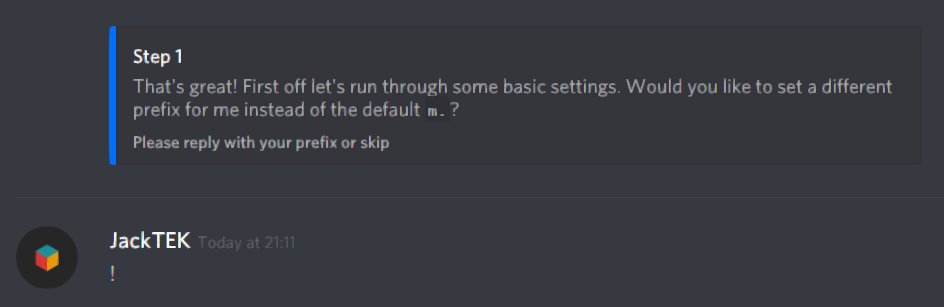 Step 1
That's great! First off let's run through some basic settings. Would you like to set a different
prefix for me instead of the default m. ?
Please reply with your prefix or skip
JackTEK Today at 21:11
!